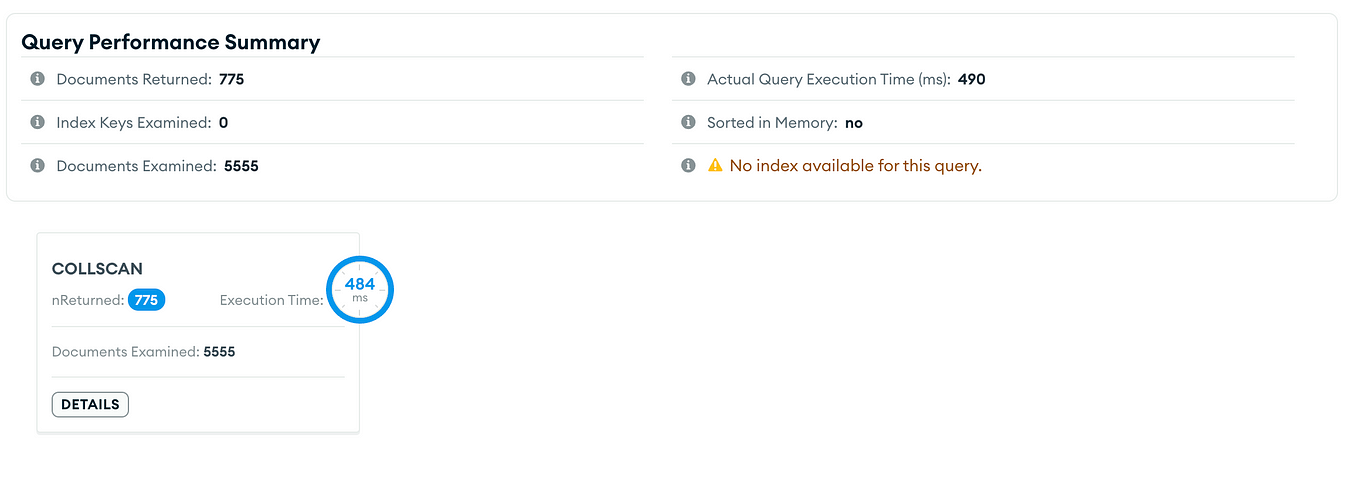 Query Performance Summary
Documents Returned: 775
Actual Query Execution Time (ms): 490
Index Keys Examined: 0
Sorted in Memory: no
Documents Examined: 5555
No index available for this query.
COLLSCAN
nReturned: 775 Execution Time: 484 ms
Documents Examined: 5555
DETAILS